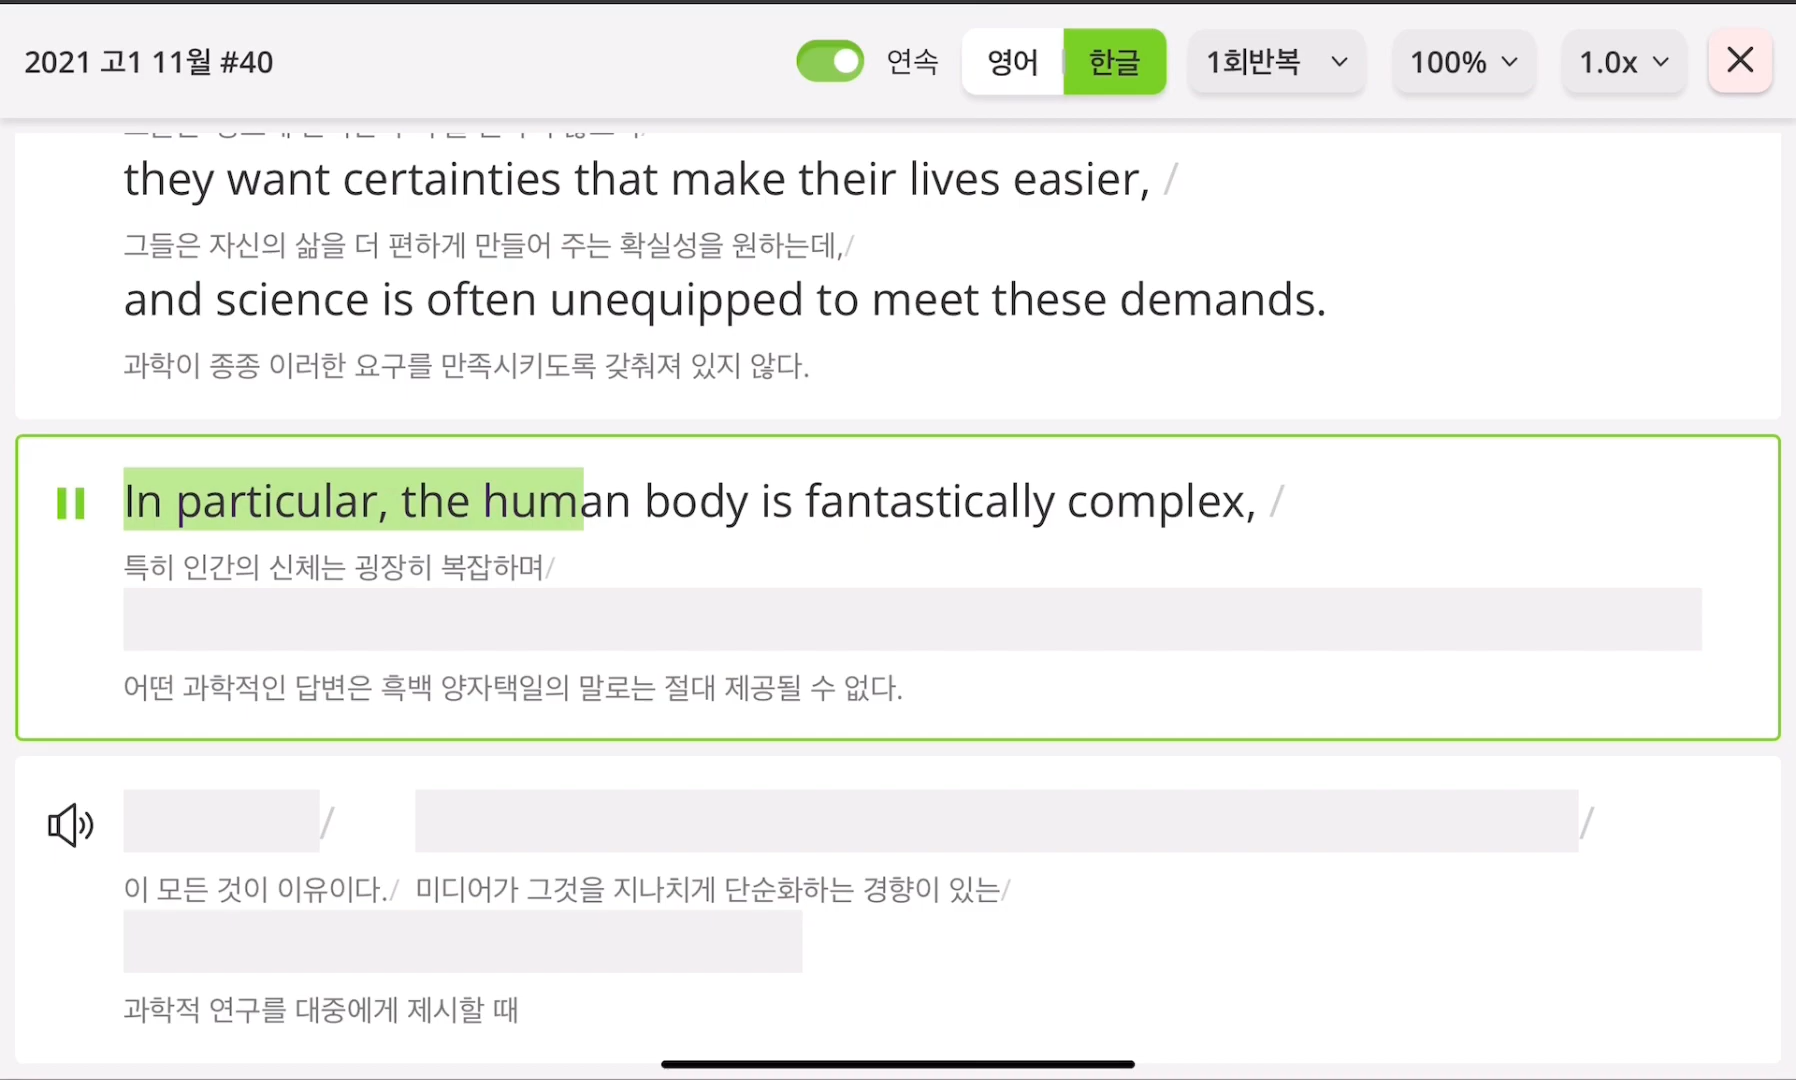 2021 고1 11월 #40
연속
영어
한글
1회반복
100%
1.0x
they want certainties that make their lives easier, /
그들은 자신의 삶을 더 편하게 만들어 주는 확실성을 원하는데,/
and science is often unequipped to meet these demands.
과학이 종종 이러한 요구를 만족시키도록 갖춰져 있지 않다.
In particular, the human body is fantastically complex, /
특히 인간의 신체는 굉장히 복잡하며/
어떤 과학적인 답변은 흑백 양자택일의 말로는 절대 제공될 수 없다.
/ /
이 모든 것이 이유이다./ 미디어가 그것을 지나치게 단순화하는 경향이 있는/
과학적 연구를 대중에게 제시할 때